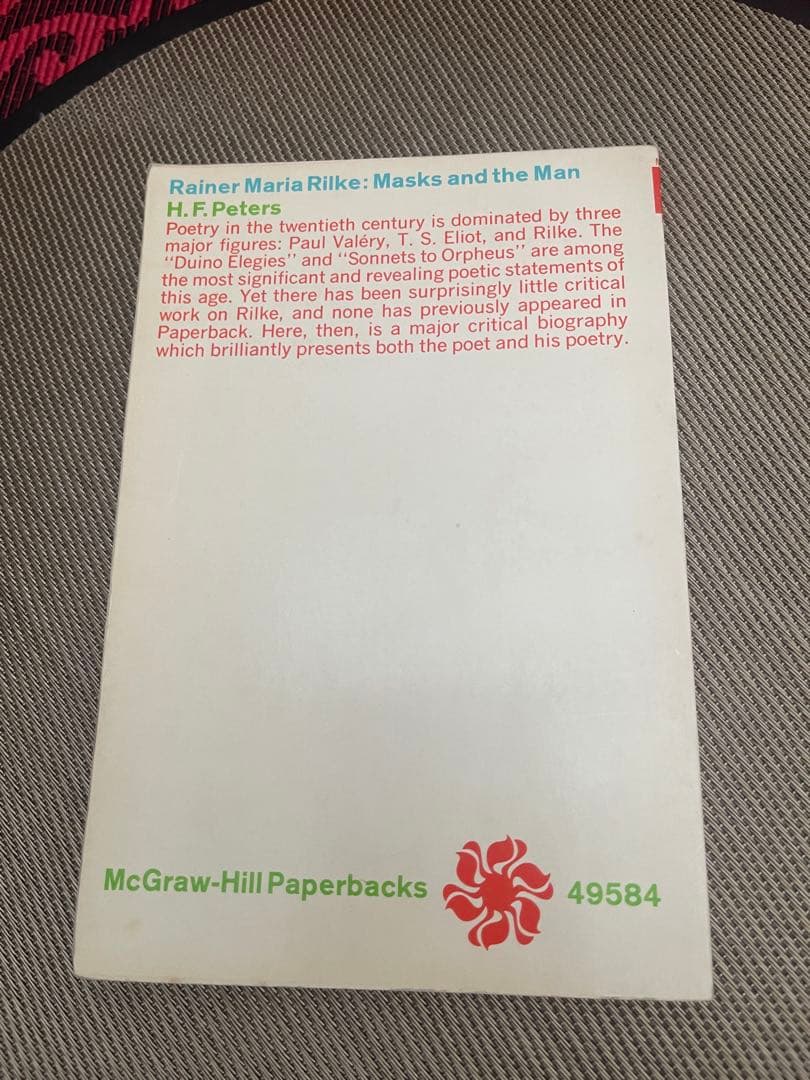 Rainer Maria Rilke: Masks and the Man
H. F. Peters
Poetry in the twentieth century is dominated by three
major figures: Paul Valéry, T. S. Eliot, and Rilke. The
“Duino Elegies” and “Sonnets to Orpheus” are among
the most significant and revealing poetic statements of
this age. Yet there has been surprisingly little critical
work on Rilke, and none has previously appeared in
Paperback. Here, then, is a major critical biography
which brilliantly presents both the poet and his poetry.
McGraw-Hill Paperbacks 49584